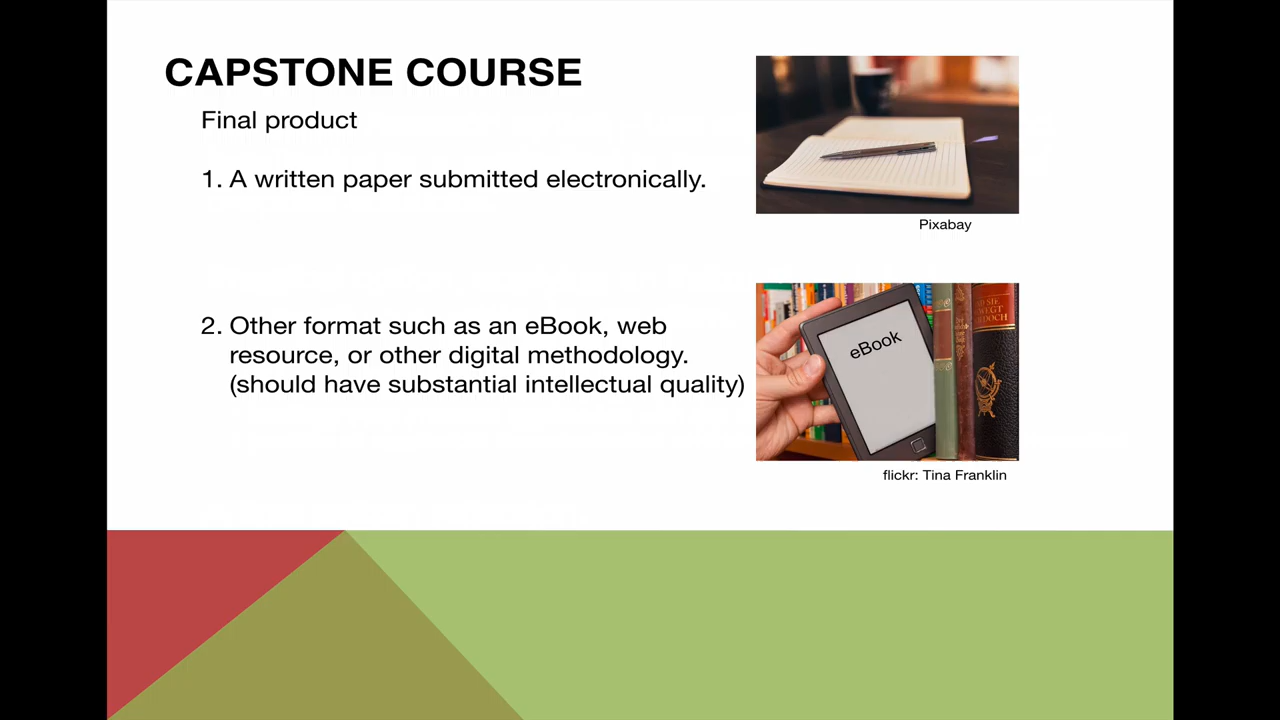 CAPSTONE COURSE
Final product
1. A written paper submitted electronically.
Pixabay
2. Other format such as an eBook, web
resource, or other digital methodology.
(should have substantial intellectual quality)
eBook
flickr: Tina Franklin